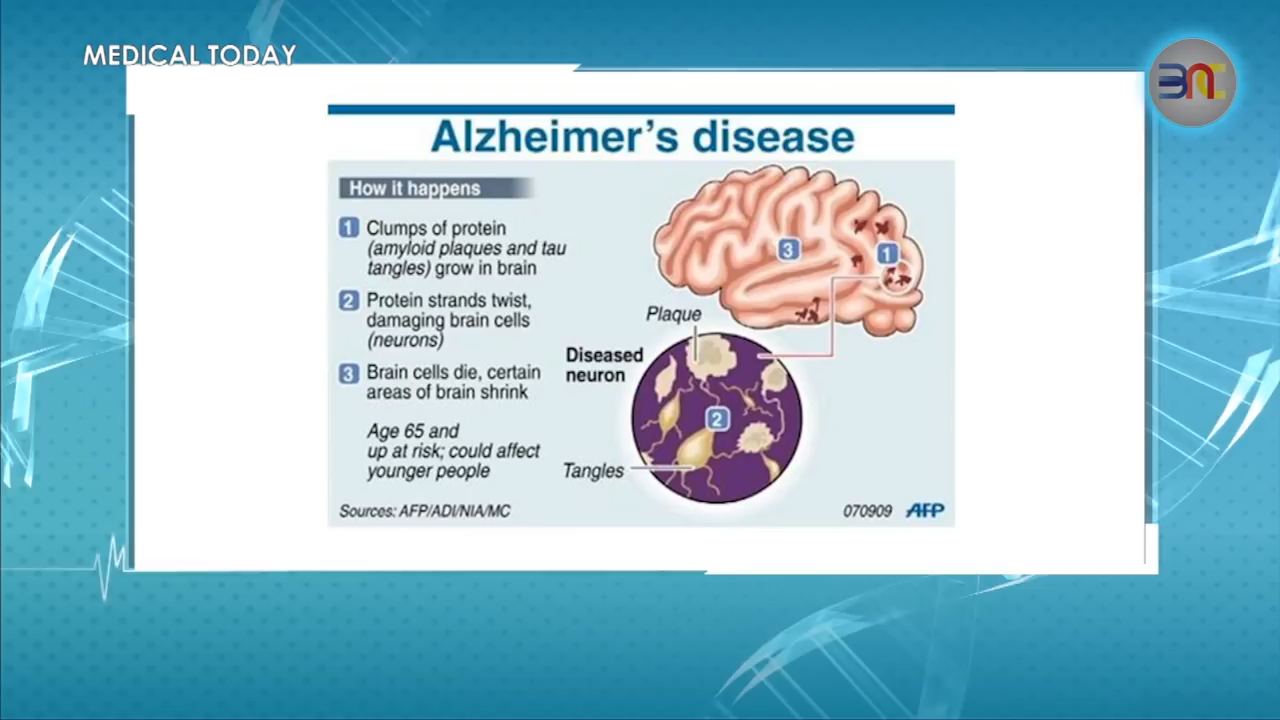 MEDICAL TODAY
BNC
Alzheimer's disease
How it happens
1 Clumps of protein
(amyloid plaques and tau
tangles) grow in brain
2 Protein strands twist,
damaging brain cells
(neurons)
3 Brain cells die, certain
areas of brain shrink
Age 65 and
up at risk; could affect
younger people
Sources: AFP/ADI/NIA/MC
3
1
Plaque
Diseased
neuron
2
Tangles
070909 AFP